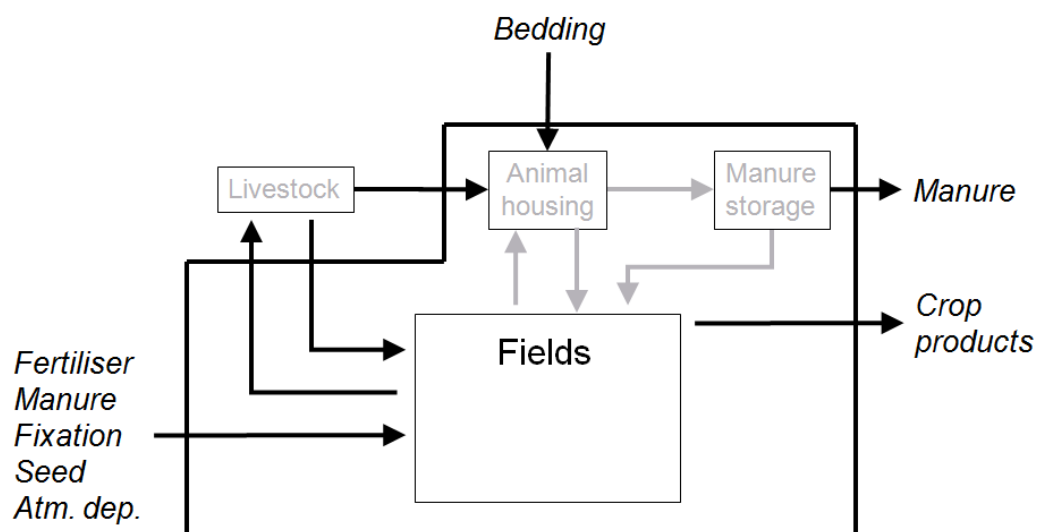 Bedding
Livestock
Animal
housing
Manure
storage
Manure
Crop
products
Fields
Fertiliser
Manure
Fixation
Seed
Atm. dep.